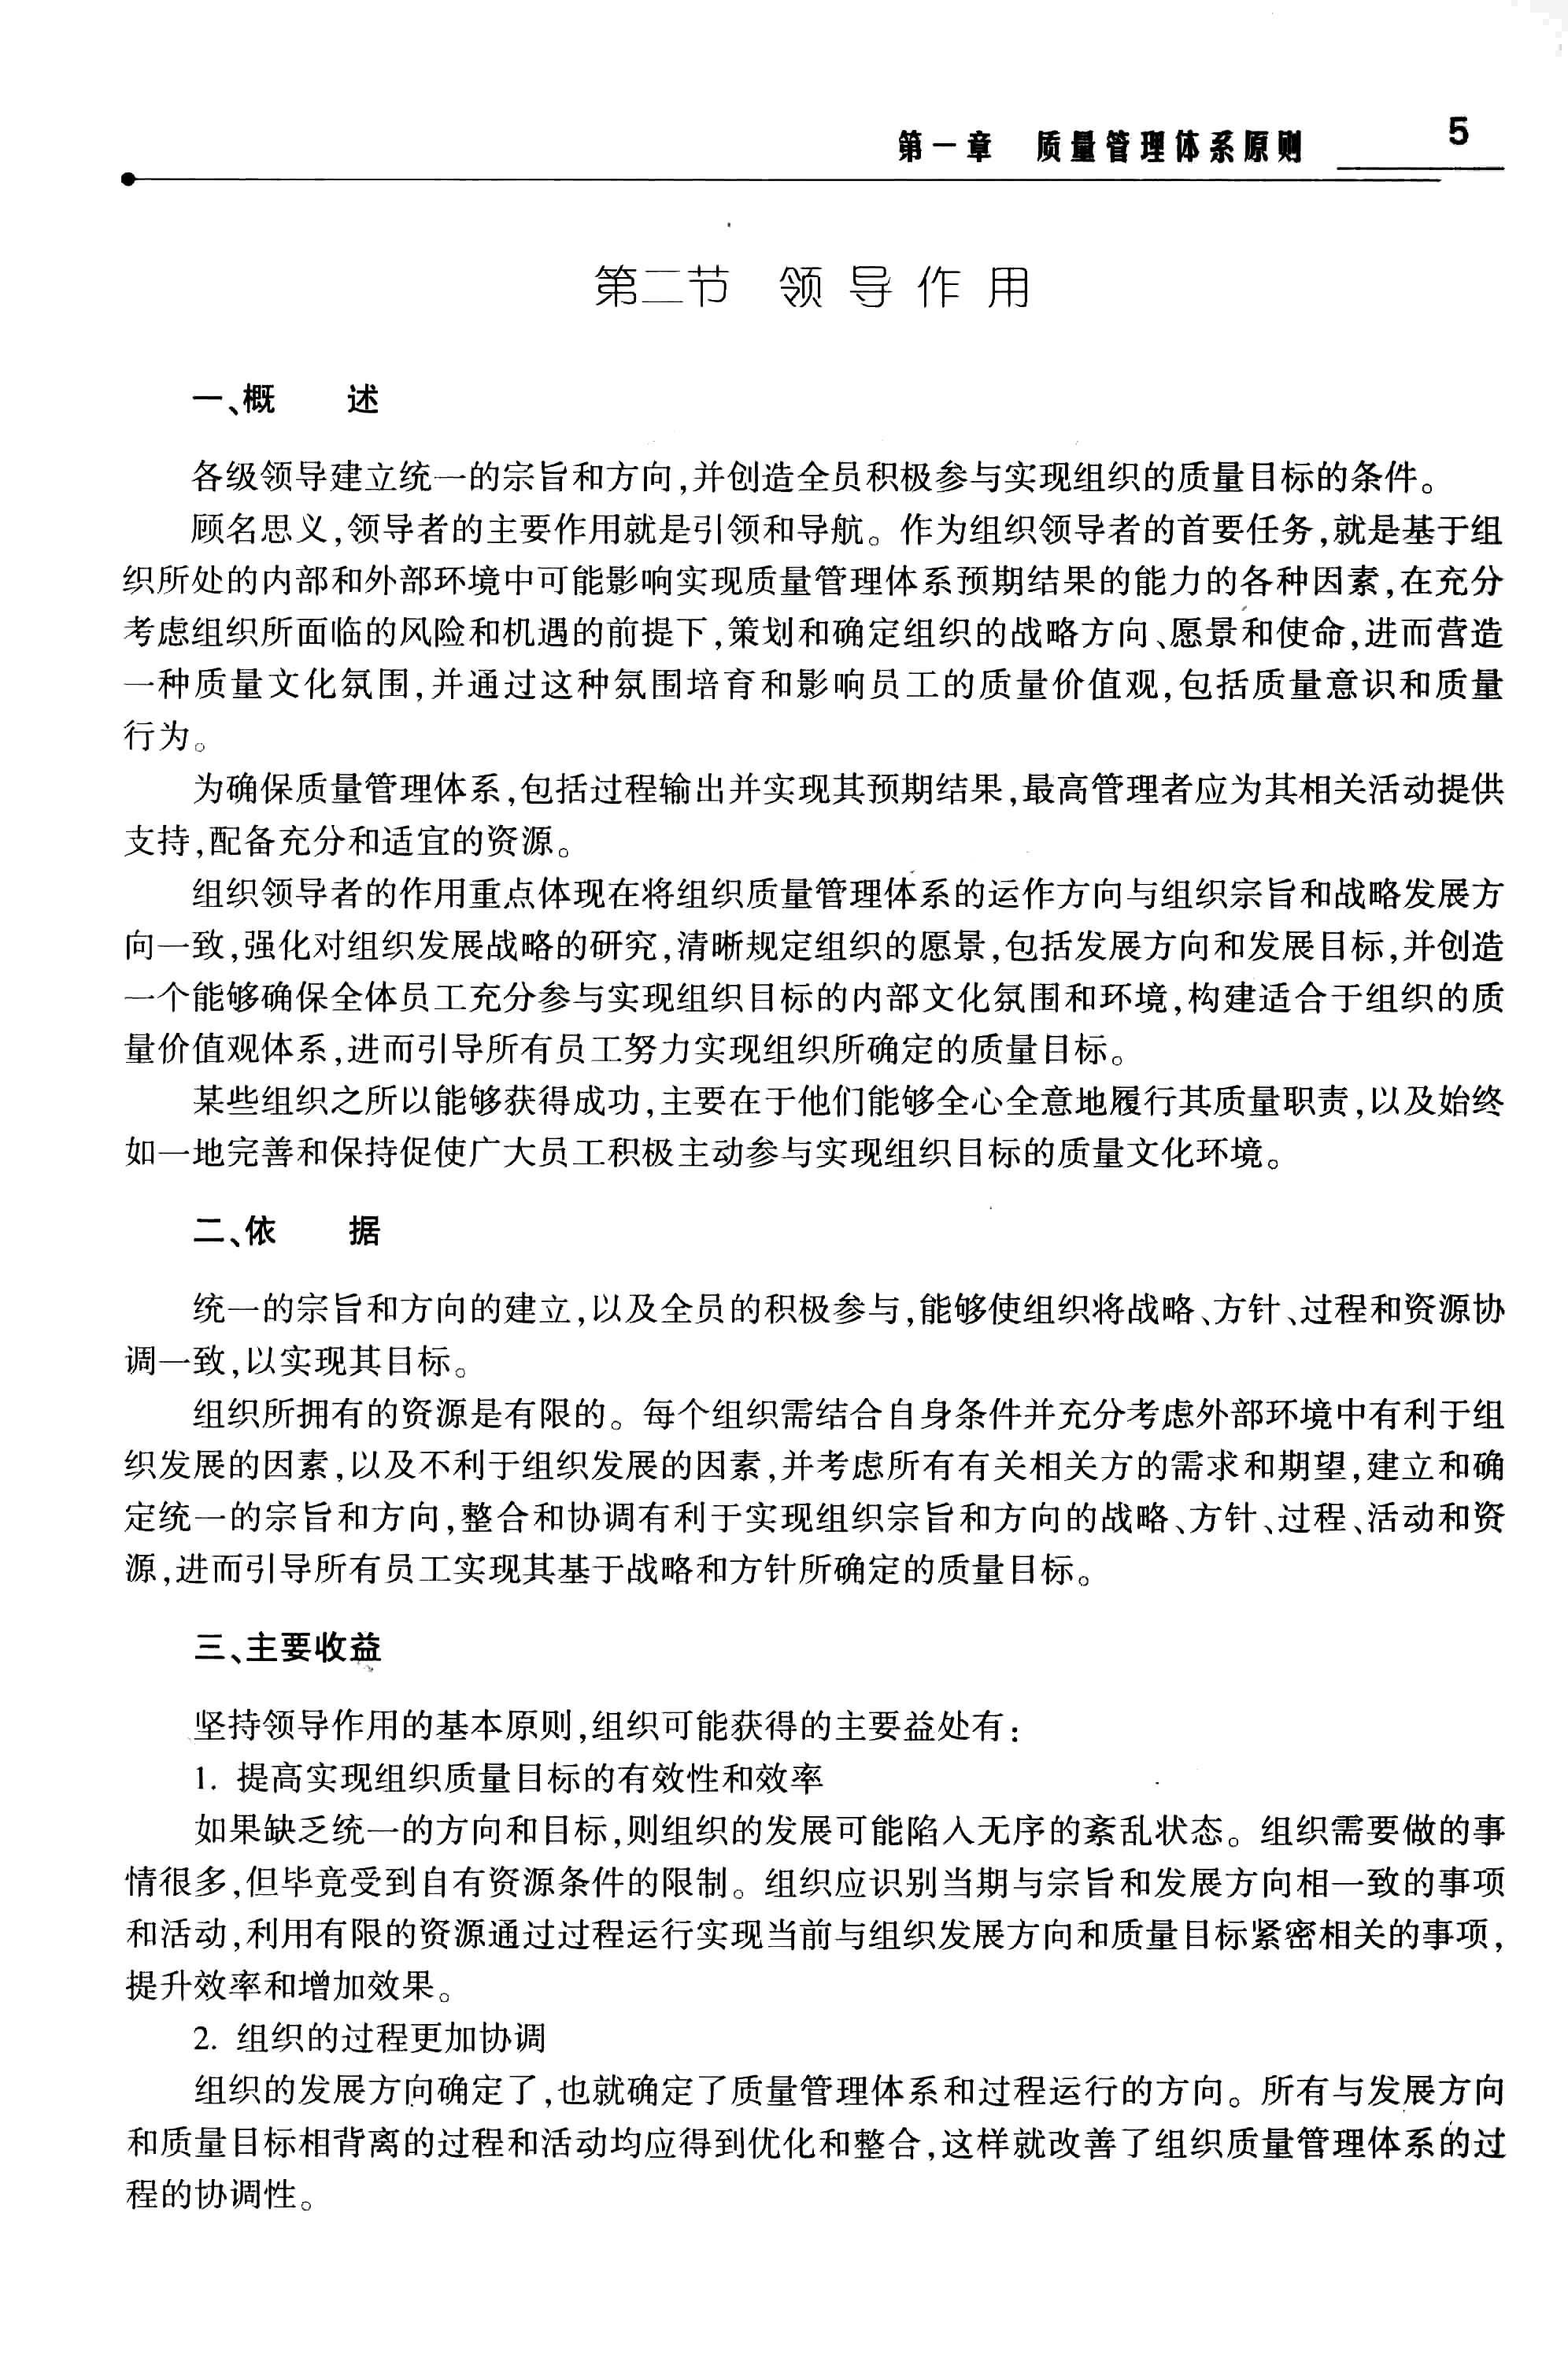 第一章 质量管理体系原则 5
第二节 领导作用
一、概 述
各级领导建立统一的宗旨和方向,并创造全员积极参与实现组织的质量目标的条件。
顾名思义,领导者的主要作用就是引领和导航。作为组织领导者的首要任务,就是基于组
织所处的内部和外部环境中可能影响实现质量管理体系预期结果的能力的各种因素,在充分
考虑组织所面临的风险和机遇的前提下,策划和确定组织的战略方向、愿景和使命,进而营造
一种质量文化氛围,并通过这种氛围培育和影响员工的质量价值观,包括质量意识和质量
行为。
为确保质量管理体系,包括过程输出并实现其预期结果,最高管理者应为其相关活动提供
支持,配备充分和适宜的资源。
组织领导者的作用重点体现在将组织质量管理体系的运作方向与组织宗旨和战略发展方
向一致,强化对组织发展战略的研究,清晰规定组织的愿景,包括发展方向和发展目标,并创造
一个能够确保全体员工充分参与实现组织目标的内部文化氛围和环境,构建适合于组织的质
量价值观体系,进而引导所有员工努力实现组织所确定的质量目标。
某些组织之所以能够获得成功,主要在于他们能够全心全意地履行其质量职责,以及始终
如一地完善和保持促使广大员工积极主动参与实现组织目标的质量文化环境。
二、依 据
统一的宗旨和方向的建立,以及全员的积极参与,能够使组织将战略、方针、过程和资源协
调一致,以实现其目标。
组织所拥有的资源是有限的。每个组织需结合自身条件并充分考虑外部环境中有利于组
织发展的因素,以及不利于组织发展的因素,并考虑所有有关相关方的需求和期望,建立和确
定统一的宗旨和方向,整合和协调有利于实现组织宗旨和方向的战略、方针、过程、活动和资
源,进而引导所有员工实现其基于战略和方针所确定的质量目标。
三、主要收益
坚持领导作用的基本原则,组织可能获得的主要益处有:
1. 提高实现组织质量目标的有效性和效率
如果缺乏统一的方向和目标,则组织的发展可能陷入无序的紊乱状态。组织需要做的事
情很多,但毕竟受到自有资源条件的限制。组织应识别当期与宗旨和发展方向相一致的事项
和活动,利用有限的资源通过过程运行实现当前与组织发展方向和质量目标紧密相关的事项,
提升效率和增加效果。
2. 组织的过程更加协调
组织的发展方向确定了,也就确定了质量管理体系和过程运行的方向。所有与发展方向
和质量目标相背离的过程和活动均应得到优化和整合,这样就改善了组织质量管理体系的过
程的协调性。